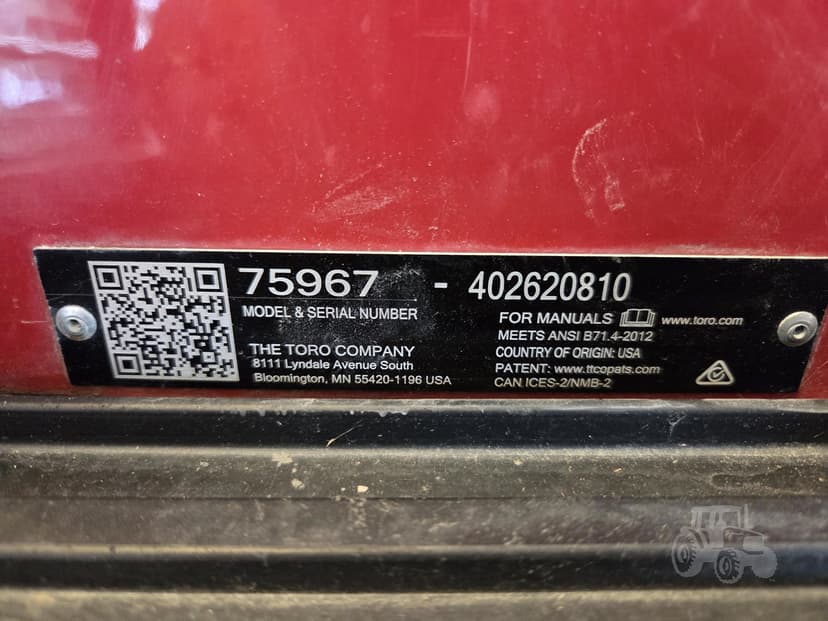 75967 - 402620810
MODEL & SERIAL NUMBER
FOR MANUALS www.toro.com
MEETS ANSI B71.4-2012
THE TORO COMPANY
COUNTRY OF ORIGIN: USA
8111 Lyndale Avenue South
PATENT: www.ttcopats.com
Bloomington, MN 55420-1196 USA
CAN ICES-2/NMB-2